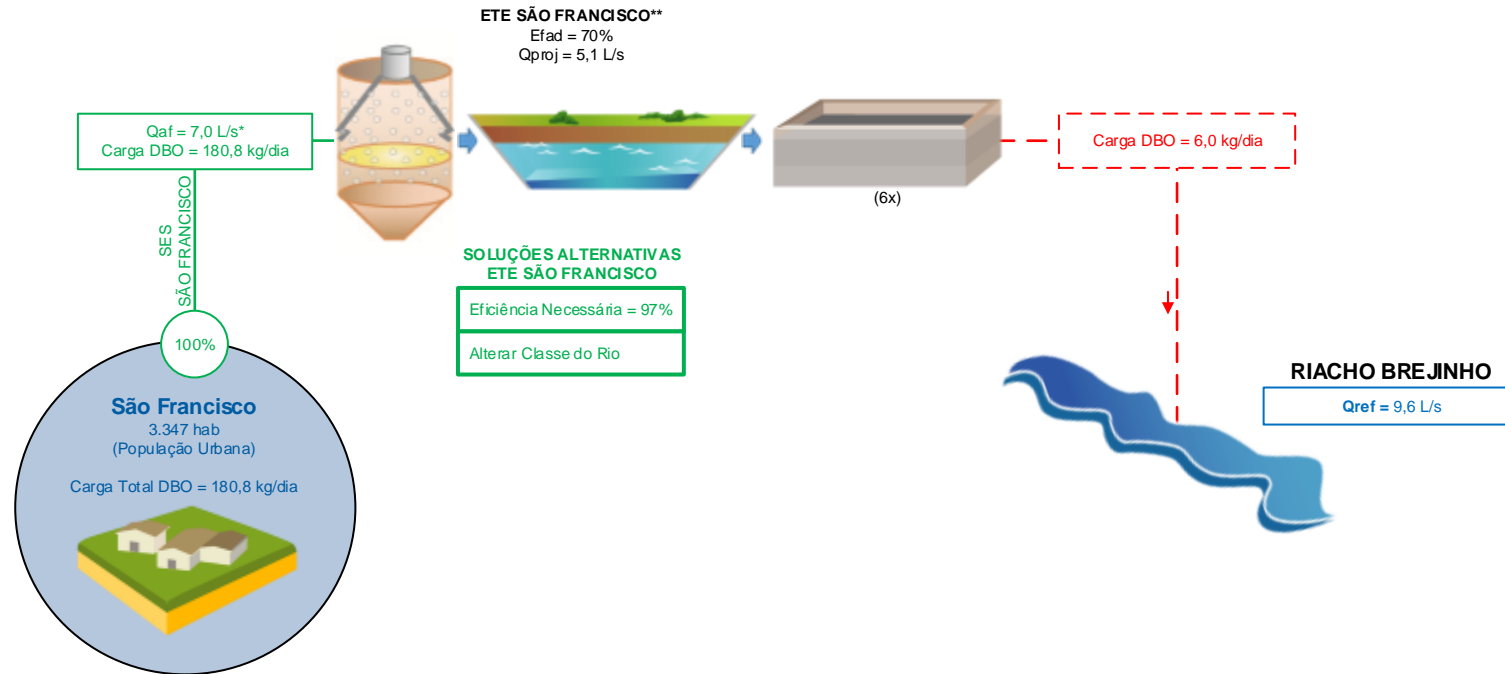 ETE SÃO FRANCISCO**
Efad = 70%
Qproj = 5,1 L/s
Qaf = 7,0 L/s*
Carga DBO = 180,8 kg/dia
Carga DBO = 6,0 kg/dia
(6x)
SES
SÃO FRANCISCO
SOLUÇÕES ALTERNATIVAS
ETE SÃO FRANCISCO
Eficiência Necessária = 97%
Alterar Classe do Rio
100%
RIACHO BREJINHO
Qref = 9,6 L/s
São Francisco
3.347 hab
(População Urbana)
Carga Total DBO = 180,8 kg/dia